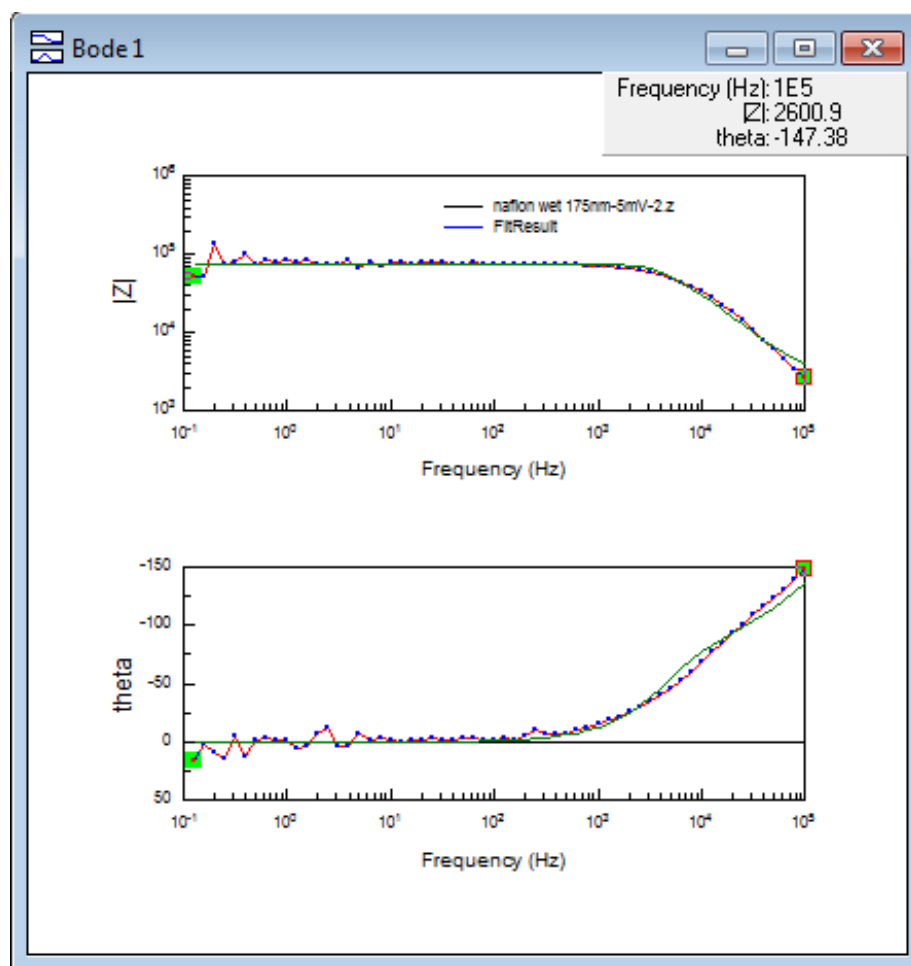 Bode 1
Frequency (Hz): 1E5
|Z|: 2600.9
theta: -147.38
10⁶
nafion wet 175nm-5mV-2.z
FitResult
10⁵
|Z|
10⁴
10³
10⁻¹ 10⁰ 10¹ 10² 10³ 10⁴ 10⁵
Frequency (Hz)
-150
-100
theta
-50
0
50
10⁻¹ 10⁰ 10¹ 10² 10³ 10⁴ 10⁵
Frequency (Hz)